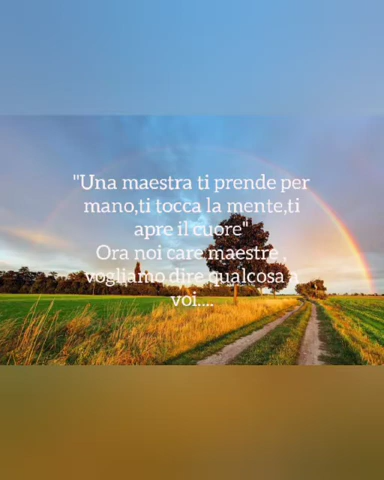 "Una maestra ti prende per
mano,ti tocca la mente,ti
apre il cuore"
Ora noi care maestre ,
vogliamo dire qualcosa a
voi....